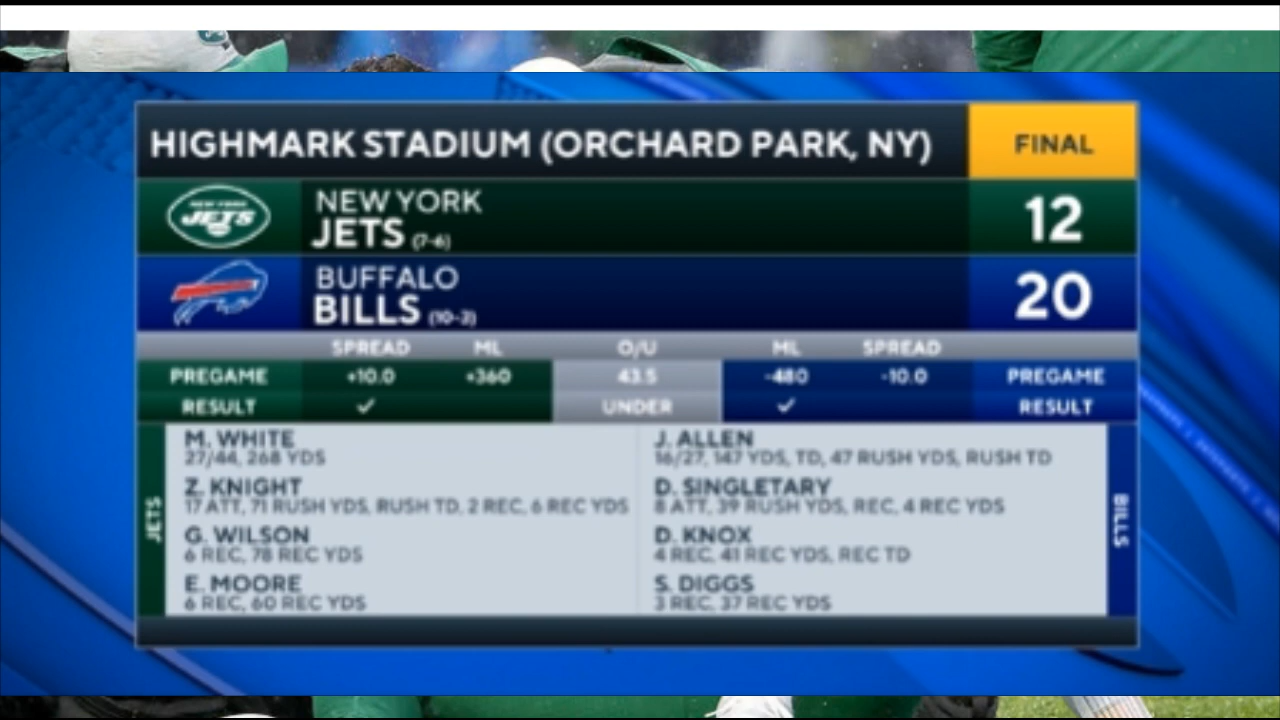 HIGHMARK STADIUM (ORCHARD PARK, NY) FINAL
NEW YORK
JETS (7-6) 12
BUFFALO
BILLS (10-3) 20
SPREAD ML O/U ML SPREAD
PREGAME +10.0 +360 43.5 -480 -10.0 PREGAME
RESULT ✓ UNDER ✓ RESULT
JETS
M. WHITE
27/44, 268 YDS
Z. KNIGHT
17 ATT, 71 RUSH YDS, RUSH TD, 2 REC, 6 REC YDS
G. WILSON
6 REC, 78 REC YDS
E. MOORE
6 REC, 60 REC YDS
J. ALLEN
16/27, 147 YDS, TD, 47 RUSH YDS, RUSH TD
D. SINGLETARY
8 ATT, 39 RUSH YDS, REC, 4 REC YDS
D. KNOX
4 REC, 41 REC YDS, REC TD
S. DIGGS
3 REC, 37 REC YDS
BILLS